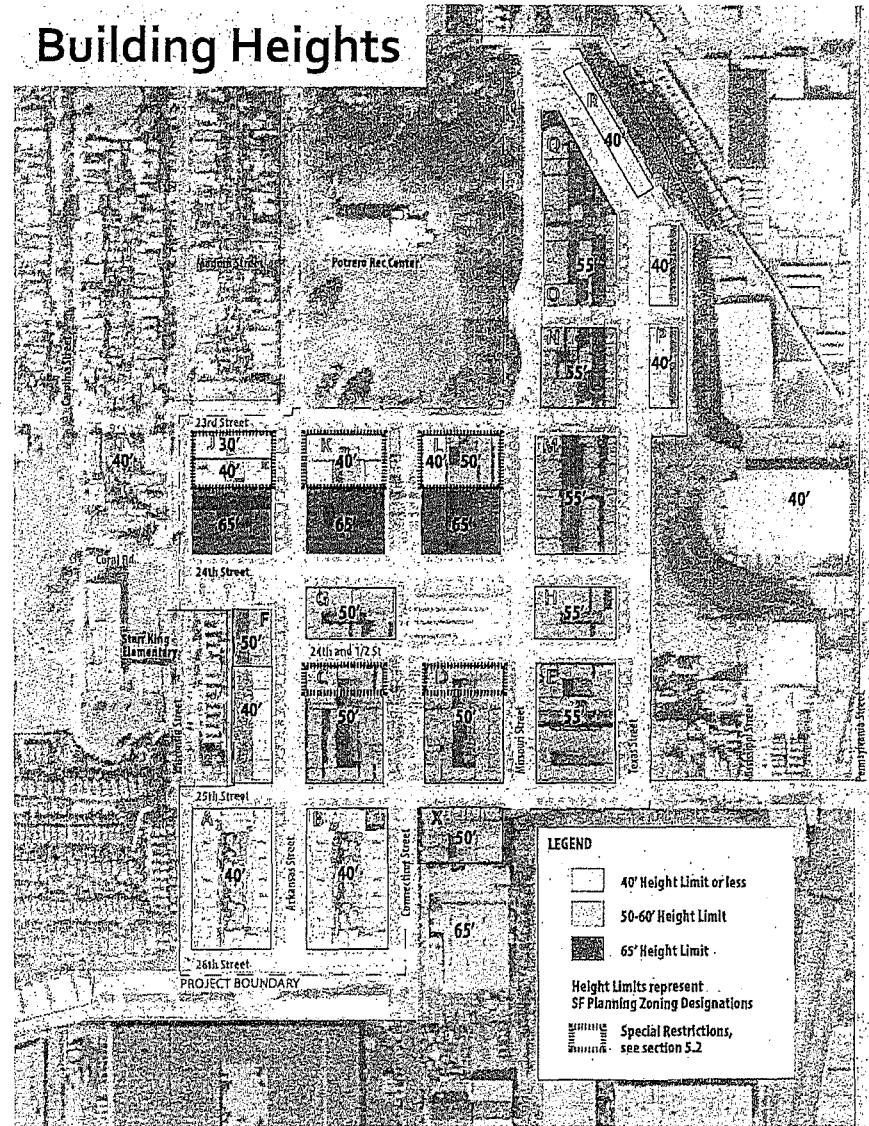 Building Heights
R
40'
Q
Madera Street
Potrero Rec Center
55'
40'
O
Carolina Street
N
P
55'
40'
23rd Street
J 30'
K
L
M
40'
40'
40'
40' 50'
55'
40'
65'
65'
65'
Coral Rd.
24th Street
G
50'
H
55'
F
50'
Starr King
Elementary
24th and 1/2 St
C
D
E
40'
50'
50'
55'
Wisconsin Street
Missouri Street
Texas Street
Mississippi Street
Pennsylvania Street
25th Street
A
B
X
50'
40'
40'
Arkansas Street
Connecticut Street
65'
26th Street
PROJECT BOUNDARY
LEGEND
40' Height Limit or less
50-60' Height Limit
65' Height Limit
Height Limits represent
SF Planning Zoning Designations
Special Restrictions,
see section 5.2